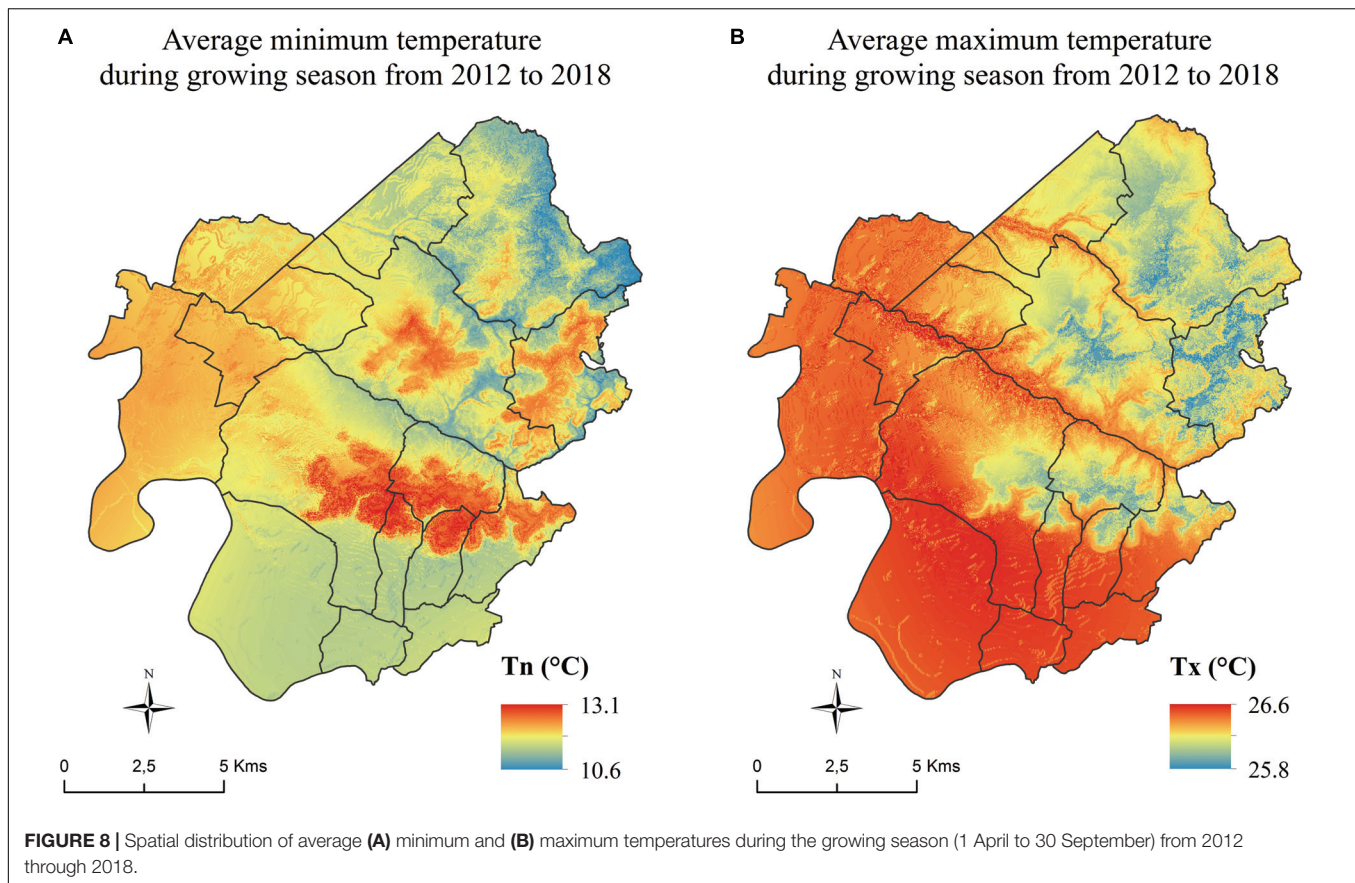 A
Average minimum temperature
during growing season from 2012 to 2018
N
0 2,5 5 Kms
Tn (°C)
13.1
10.6
B
Average maximum temperature
during growing season from 2012 to 2018
N
0 2,5 5 Kms
Tx (°C)
26.6
25.8
FIGURE 8 | Spatial distribution of average (A) minimum and (B) maximum temperatures during the growing season (1 April to 30 September) from 2012
through 2018.